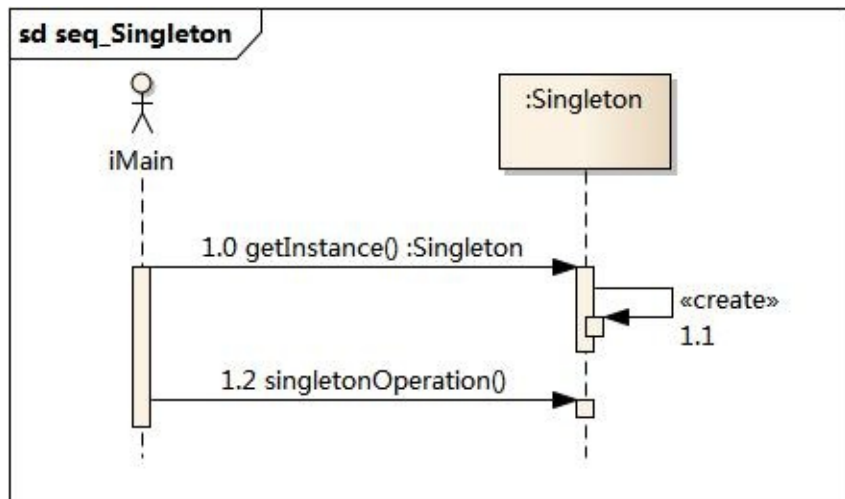 sd seq_Singleton
iMain
:Singleton
1.0 getInstance() :Singleton
«create»
1.1
1.2 singletonOperation()